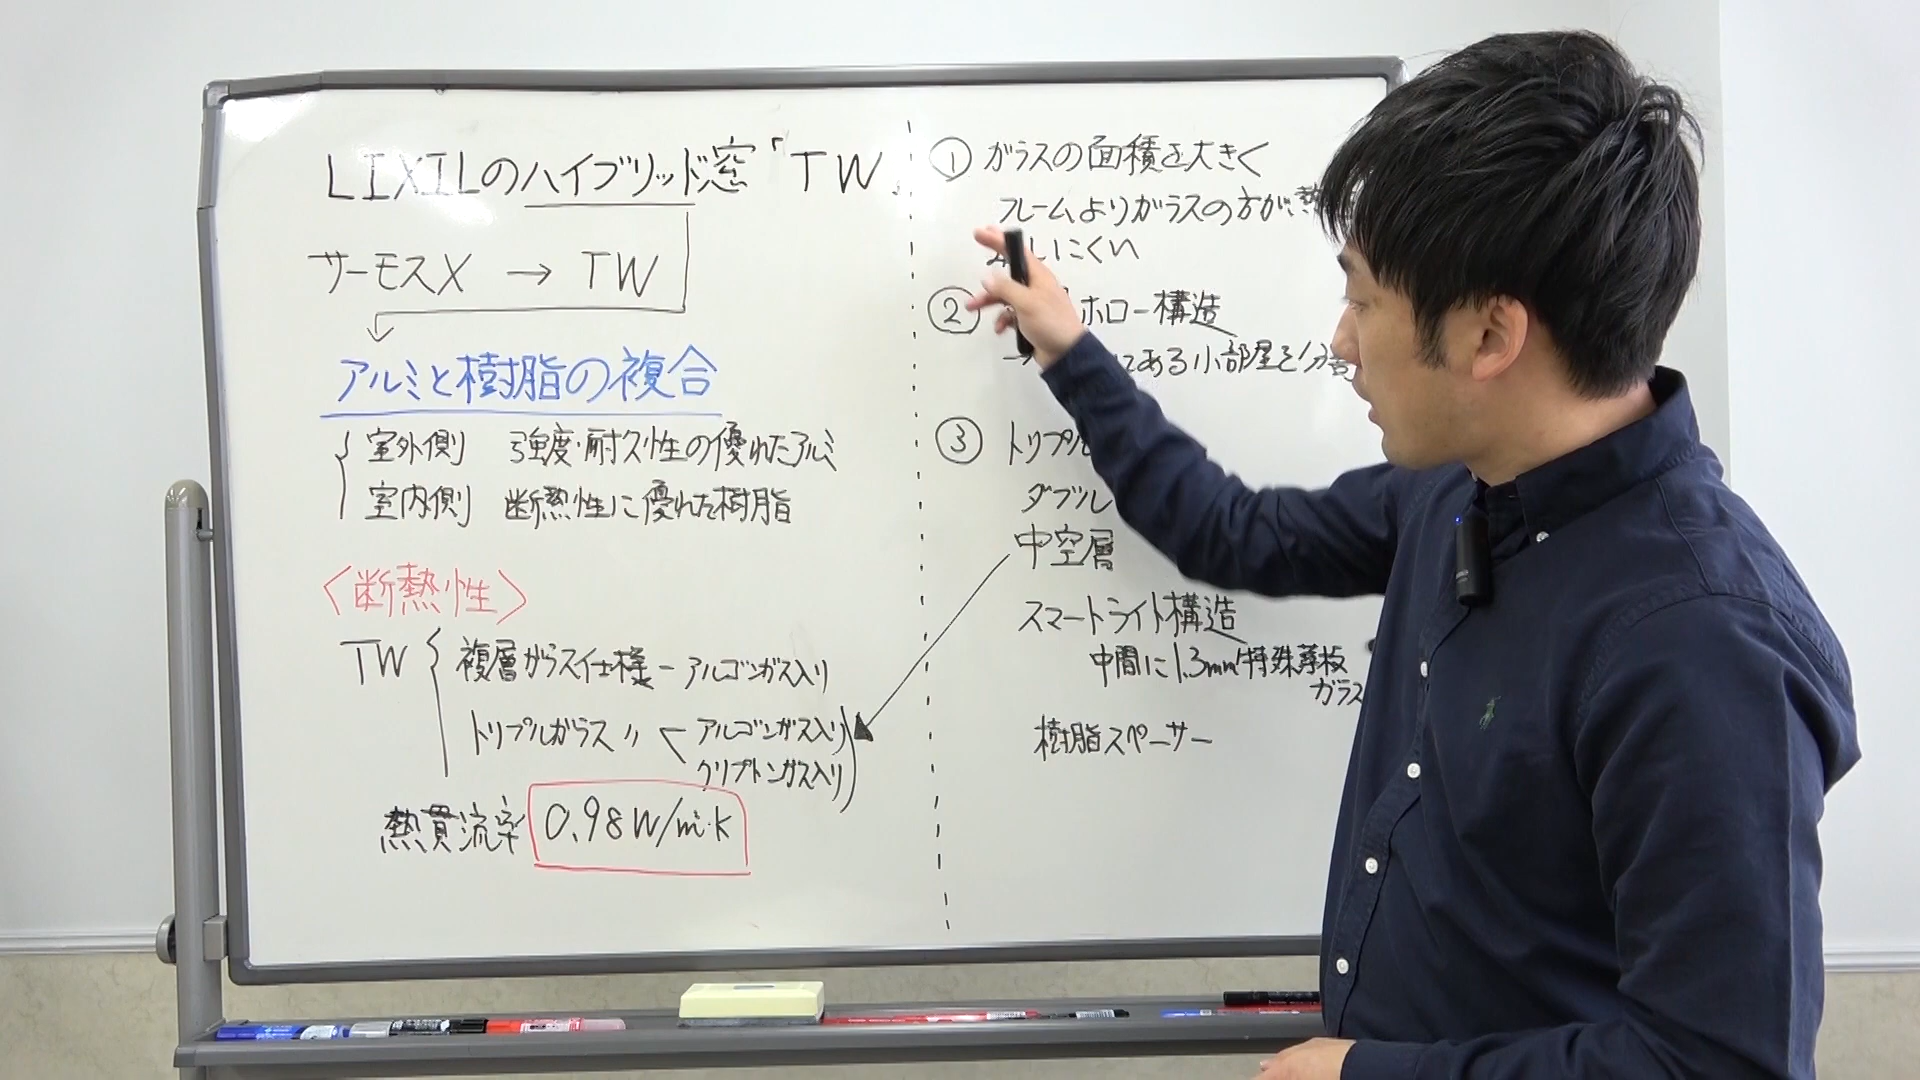 LIXILのハイブリッド窓「TW」
サーモスX → TW
アルミと樹脂の複合
室外側 強度・耐久性の優れたアルミ
室内側 断熱性に優れた樹脂
〈断熱性〉
TW 複層ガラス仕様 - アルゴンガス入り
トリプルガラス 〃 アルゴンガス入り
クリプトンガス入り
熱貫流率 0.98W/㎡・K
① ガラスの面積を大きく
フレームよりガラスの方が、熱
しにくい
② ホロー構造
→ にある小部屋を分
③ トリプル
ダブル
中空層
スマートライト構造
中間に1.3mm特殊薄板
ガラス
樹脂スペーサー